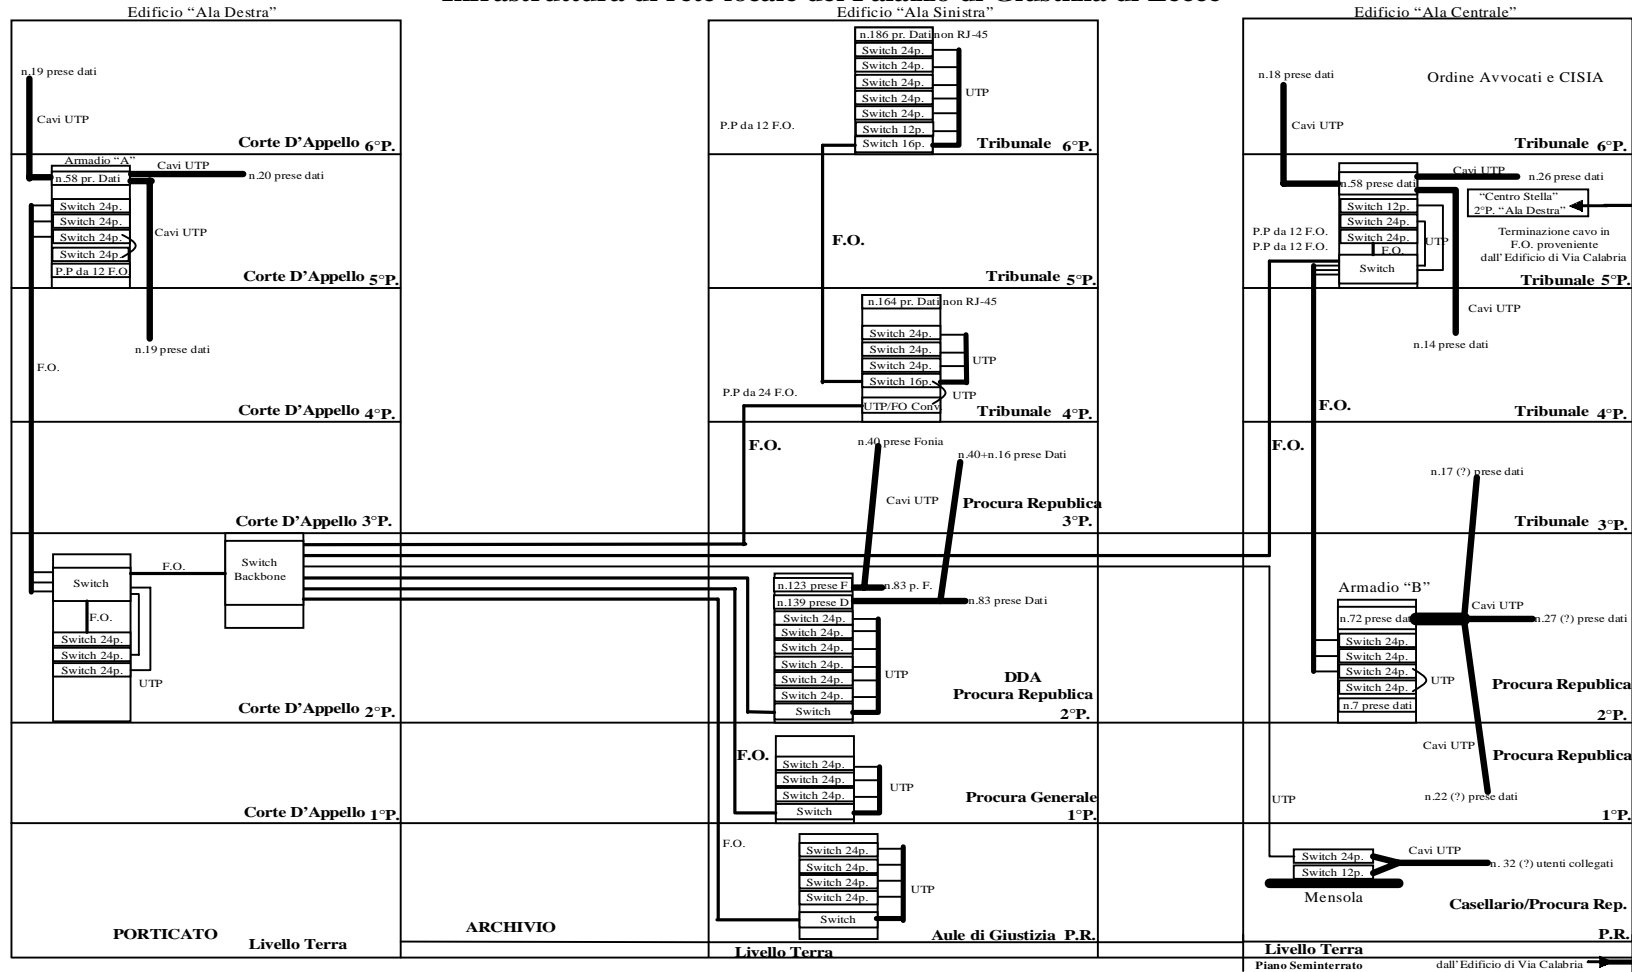 Infrastruttura di rete locale del Palazzo di Giustizia di Lecce
Edificio “Ala Destra”
n.19 prese dati
Cavi UTP
Corte D’Appello 6°P.
Armadio “A”
n.58 pr. Dati
Cavi UTP
n.20 prese dati
Switch 24p.
Switch 24p.
Switch 24p.
Switch 24p.
P.P da 12 F.O
Cavi UTP
Corte D’Appello 5°P.
n.19 prese dati
F.O.
Corte D’Appello 4°P.
Corte D’Appello 3°P.
Switch
F.O.
Switch
Backbone
F.O.
Switch 24p.
Switch 24p.
Switch 24p.
UTP
Corte D’Appello 2°P.
Corte D’Appello 1°P.
PORTICATO
Livello Terra
ARCHIVIO
Edificio “Ala Sinistra”
n.186 pr. Dati non RJ-45
Switch 24p.
Switch 24p.
Switch 24p.
Switch 24p.
Switch 24p.
Switch 12p.
Switch 16p.
UTP
P.P da 12 F.O.
Tribunale 6°P.
F.O.
Tribunale 5°P.
n.164 pr. Dati non RJ-45
Switch 24p.
Switch 24p.
Switch 24p.
Switch 16p.
UTP
UTP
P.P da 24 F.O.
UTP/FO Conv.
Tribunale 4°P.
F.O.
n.40 prese Fonia
n.40+n.16 prese Dati
Cavi UTP
Procura Republica
3°P.
n.123 prese F
n.83 p. F.
n.139 prese D
n.83 prese Dati
Switch 24p.
Switch 24p.
Switch 24p.
Switch 24p.
Switch 24p.
Switch 24p.
Switch
UTP
DDA
Procura Republica
2°P.
F.O.
Switch 24p.
Switch 24p.
Switch 24p.
Switch
UTP
Procura Generale
1°P.
F.O.
Switch 24p.
Switch 24p.
Switch 24p.
Switch 24p.
Switch
UTP
Aule di Giustizia P.R.
Livello Terra
Edificio “Ala Centrale”
n.18 prese dati
Ordine Avvocati e CISIA
Cavi UTP
Tribunale 6°P.
Cavi UTP
n.58 prese dati
n.26 prese dati
“Centro Stella”
2°P. “Ala Destra”
Switch 12p.
Switch 24p.
Switch 24p.
F.O.
Switch
UTP
P.P da 12 F.O.
P.P da 12 F.O.
Terminazione cavo in
F.O. proveniente
dall’Edificio di Via Calabria
Tribunale 5°P.
Cavi UTP
n.14 prese dati
F.O.
Tribunale 4°P.
F.O.
n.17 (?) prese dati
Tribunale 3°P.
Armadio “B”
n.72 prese dati
Cavi UTP
n.27 (?) prese dati
Switch 24p.
Switch 24p.
Switch 24p.
Switch 24p.
n.7 prese dati
UTP
Procura Republica
2°P.
Cavi UTP
Procura Republica
n.22 (?) prese dati
UTP
1°P.
Switch 24p.
Switch 12p.
Cavi UTP
n. 32 (?) utenti collegati
Mensola
Casellario/Procura Rep.
P.R.
Livello Terra
Piano Seminterrato
dall’Edificio di Via Calabria